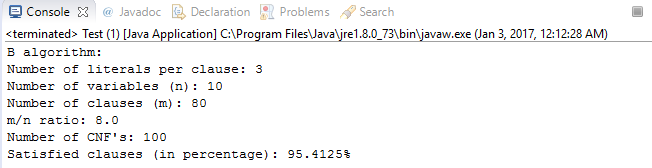 Console @ Javadoc Declaration Problems Search
<terminated> Test (1) [Java Application] C:\Program Files\Java\jre1.8.0_73\bin\javaw.exe (Jan 3, 2017, 12:12:28 AM)
B algorithm:
Number of literals per clause: 3
Number of variables (n): 10
Number of clauses (m): 80
m/n ratio: 8.0
Number of CNF's: 100
Satisfied clauses (in percentage): 95.4125%